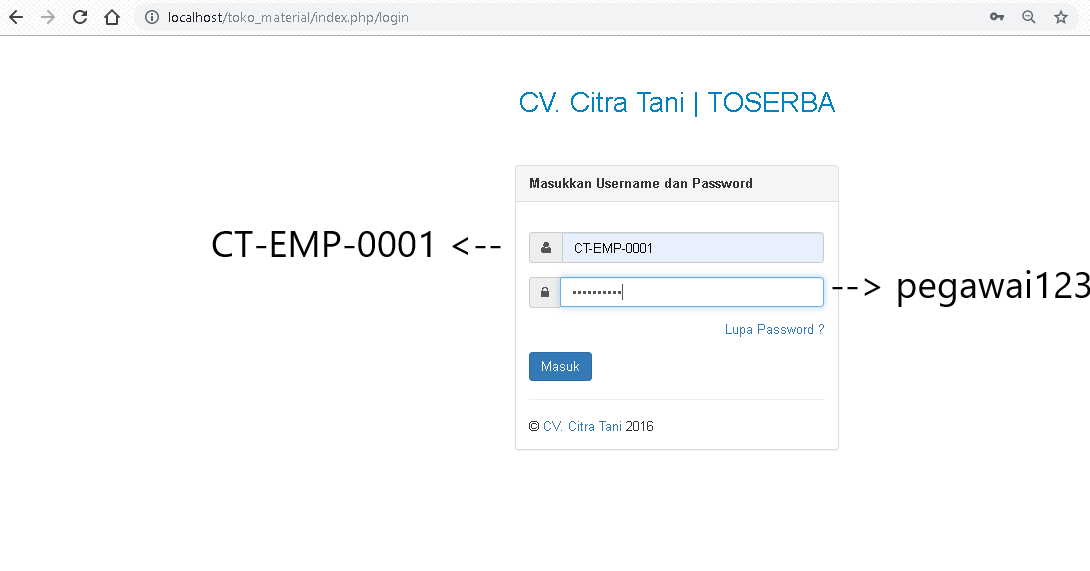 localhost/toko_material/index.php/login
CV. Citra Tani | TOSERBA
Masukkan Username dan Password
CT-EMP-0001 <--
CT-EMP-0001
••••••••••
--> pegawai123
Lupa Password ?
Masuk
© CV. Citra Tani 2016